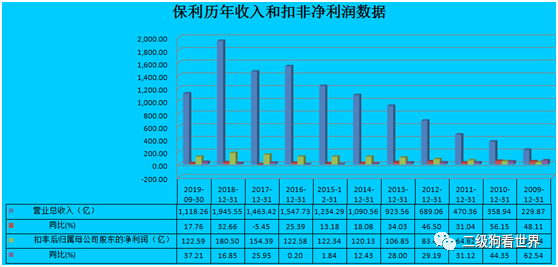 保利历年收入和扣非净利润数据
2,000.00
1,800.00
1,600.00
1,400.00
1,200.00
1,000.00
800.00
600.00
400.00
200.00
0.00
-200.00
2019-09-30 2018-12-31 2017-12-31 2016-12-31 2015-12-31 2014-12-31 2013-12-31 2012-12-31 2011-12-31 2010-12-31 2009-12-31
营业总收入（亿） 1,118.26 1,945.55 1,463.42 1,547.73 1,234.29 1,090.56 923.56 689.06 470.36 358.94 229.87
同比(%) 17.76 32.66 -5.45 25.39 13.18 18.08 34.03 46.50 31.04 56.15 48.11
扣非后归属母公司股东的净利润（亿） 122.59 180.50 154.39 122.58 122.34 120.13 106.85
同比(%) 37.21 16.85 25.95 0.20 1.84 12.43 28.00 29.19 31.12 44.35 62.54
二级狗看世界